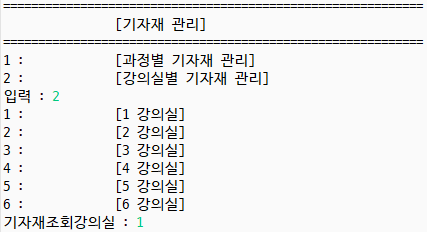 ============================================================
[기자재 관리]
============================================================
1 : [과정별 기자재 관리]
2 : [강의실별 기자재 관리]
입력 : 2
1 : [1 강의실]
2 : [2 강의실]
3 : [3 강의실]
4 : [4 강의실]
5 : [5 강의실]
6 : [6 강의실]
기자재조회강의실 : 1